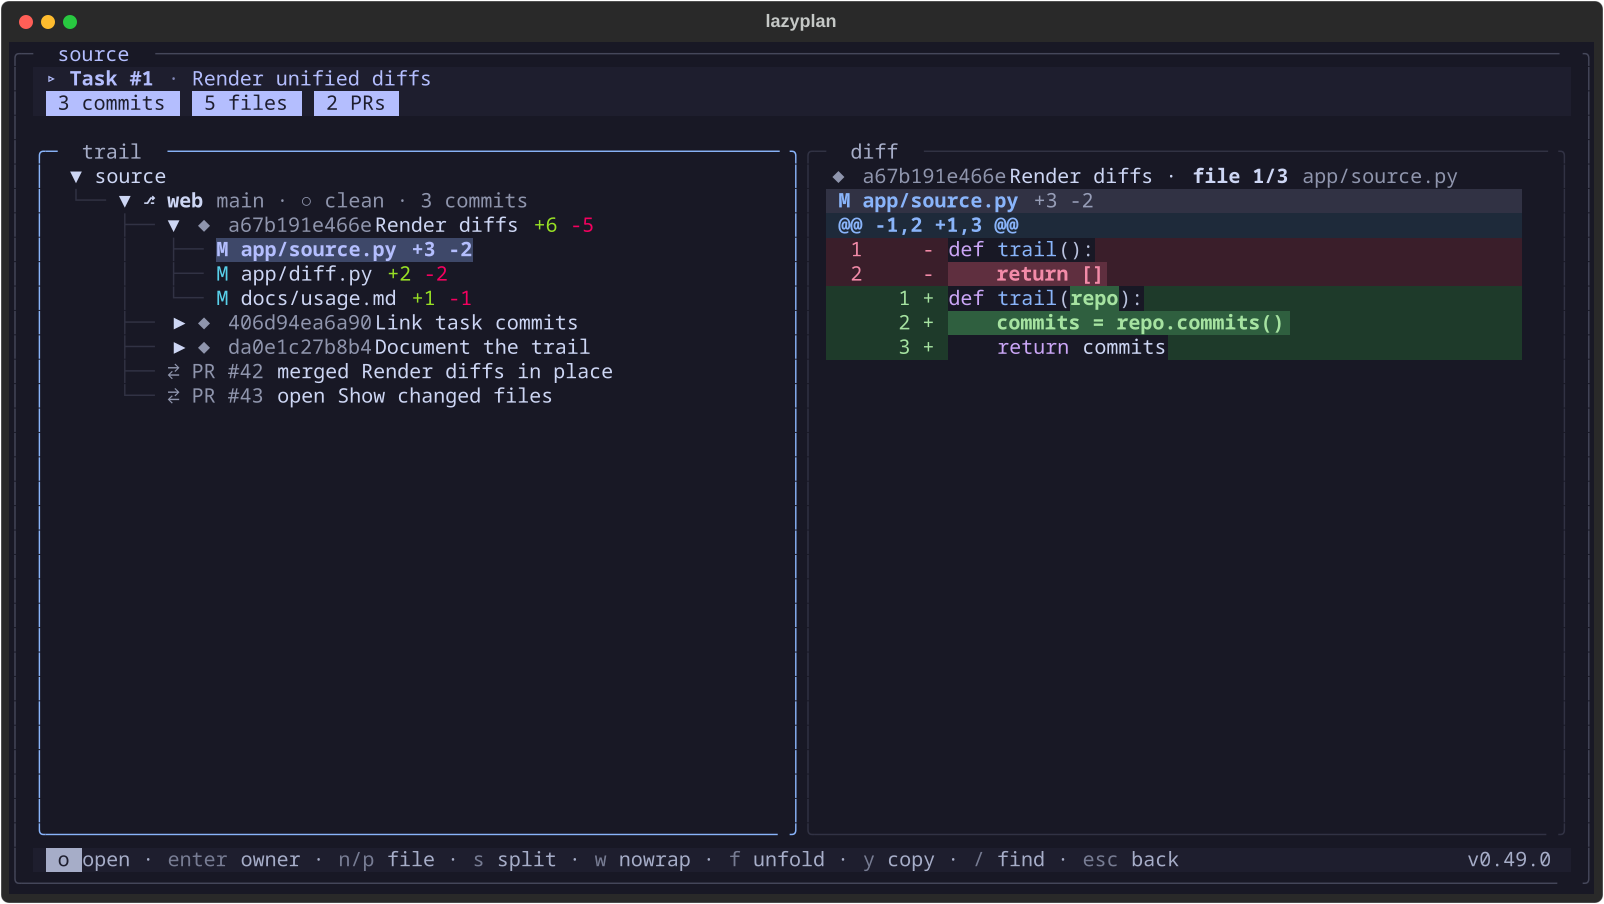 lazyplan
source
▹ Task #1 · Render unified diffs
3 commits 5 files 2 PRs
trail
▼ source
▼ ⎇ web main · ○ clean · 3 commits
▼ ◆ a67b191e466e Render diffs +6 -5
M app/source.py +3 -2
M app/diff.py +2 -2
M docs/usage.md +1 -1
▶ ◆ 406d94ea6a90 Link task commits
▶ ◆ da0e1c27b8b4 Document the trail
⇄ PR #42 merged Render diffs in place
⇄ PR #43 open Show changed files
diff
◆ a67b191e466e Render diffs · file 1/3 app/source.py
M app/source.py +3 -2
@@ -1,2 +1,3 @@
1 - def trail():
2 -     return []
1 + def trail(repo):
2 +     commits = repo.commits()
3 +     return commits
o open · enter owner · n/p file · s split · w nowrap · f unfold · y copy · / find · esc back v0.49.0